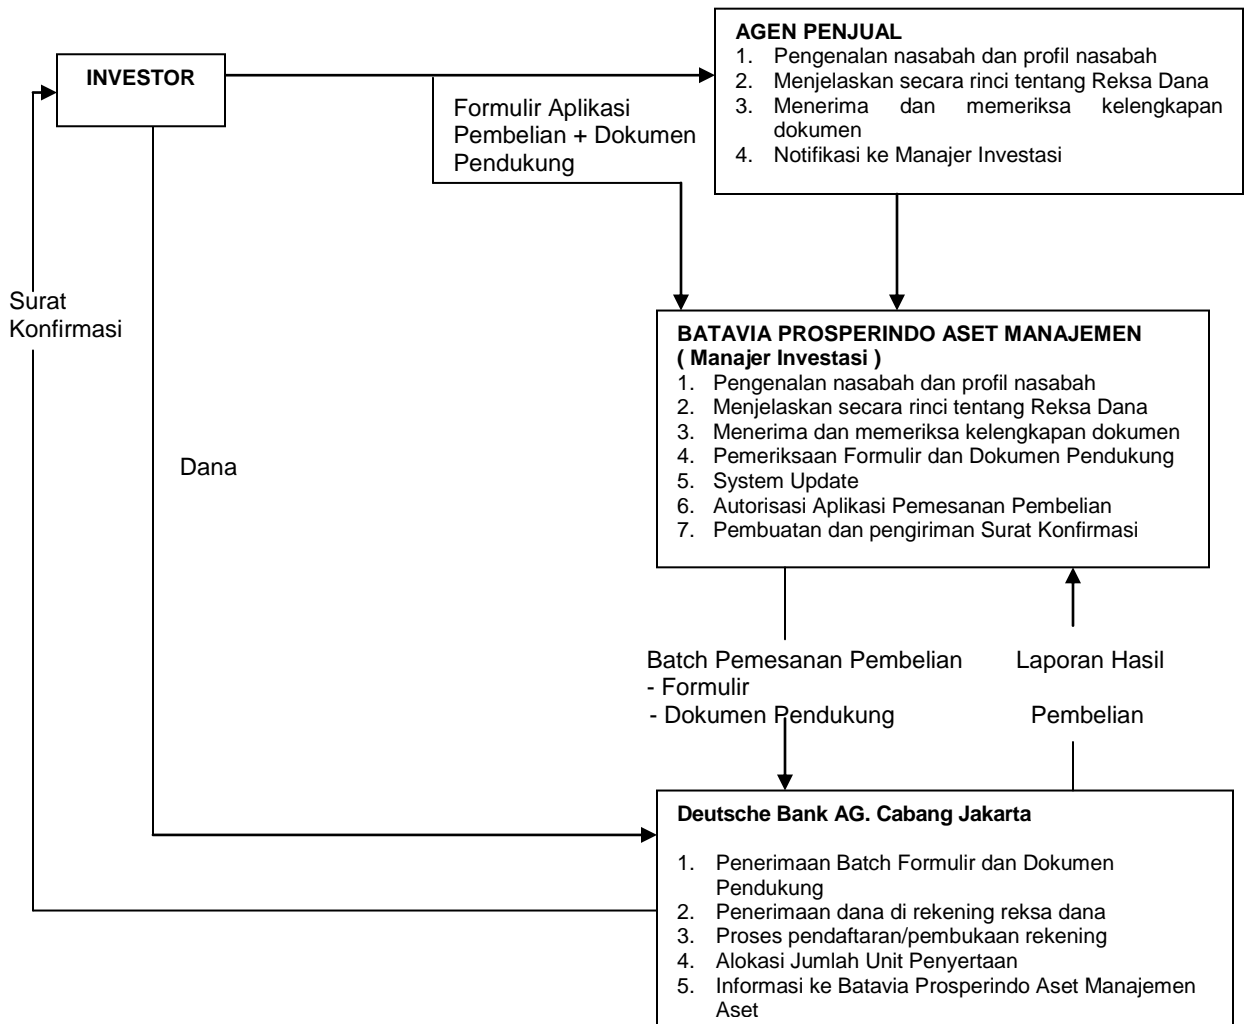 INVESTOR
AGEN PENJUAL
1. Pengenalan nasabah dan profil nasabah
2. Menjelaskan secara rinci tentang Reksa Dana
3. Menerima dan memeriksa kelengkapan
dokumen
4. Notifikasi ke Manajer Investasi
Formulir Aplikasi
Pembelian + Dokumen
Pendukung
Surat
Konfirmasi
BATAVIA PROSPERINDO ASET MANAJEMEN
( Manajer Investasi )
1. Pengenalan nasabah dan profil nasabah
2. Menjelaskan secara rinci tentang Reksa Dana
3. Menerima dan memeriksa kelengkapan dokumen
4. Pemeriksaan Formulir dan Dokumen Pendukung
5. System Update
6. Autorisasi Aplikasi Pemesanan Pembelian
7. Pembuatan dan pengiriman Surat Konfirmasi
Dana
Batch Pemesanan Pembelian
- Formulir
- Dokumen Pendukung
Laporan Hasil
Pembelian
Deutsche Bank AG. Cabang Jakarta
1. Penerimaan Batch Formulir dan Dokumen
Pendukung
2. Penerimaan dana di rekening reksa dana
3. Proses pendaftaran/pembukaan rekening
4. Alokasi Jumlah Unit Penyertaan
5. Informasi ke Batavia Prosperindo Aset Manajemen
Aset